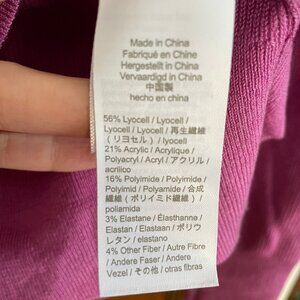 Made in China
Fabriqué en Chine
Hergestellt in China
Vervaardigd in China
中国製
hecho en china
56% Lyocell / Lyocell /
Lyocell / Lyocell / 再生繊維
(リヨセル) / lyocell
21% Acrylic / Acrylique /
Polyacryl / Acryl / アクリル /
acrílico
16% Polyimide / Polyimide /
Polyimid / Polyamide / 合成
繊維 (ポリイミド繊維) /
poliamida
3% Elastane / Élasthanne /
Elastan / Elastaan / ポリウ
レタン / elastano
4% Other Fiber / Autre Fibre
/ Andere Faser / Andere
Vezel / その他 / otras fibras